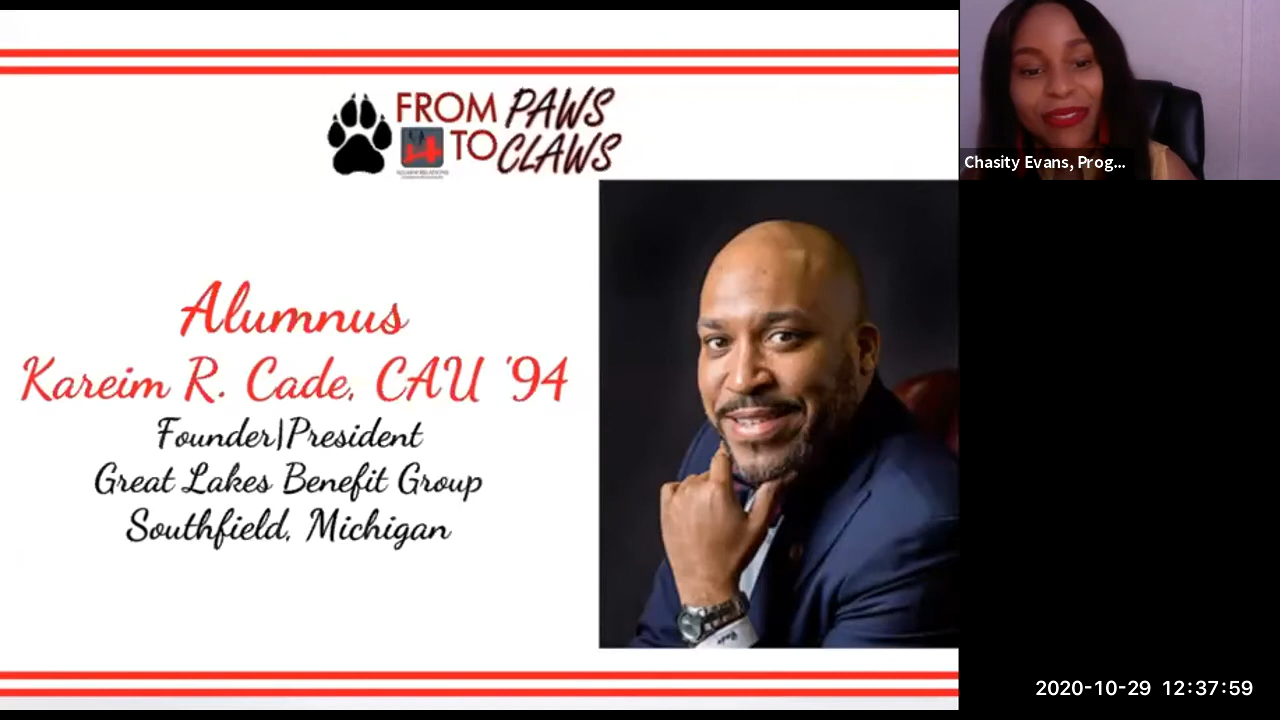 FROM PAWS
TO CLAWS
Alumnus
Kareim R. Cade, CAU '94
Founder|President
Great Lakes Benefit Group
Southfield, Michigan
Chasity Evans, Prog...
2020-10-29 12:37:59